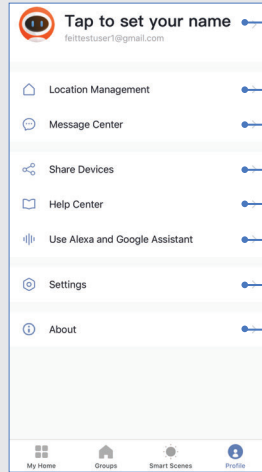 Tap to set your name
feittestuser1@gmail.com
Location Management
Message Center
Share Devices
Help Center
Use Alexa and Google Assistant
Settings
About
My Home Groups Smart Scenes Profile